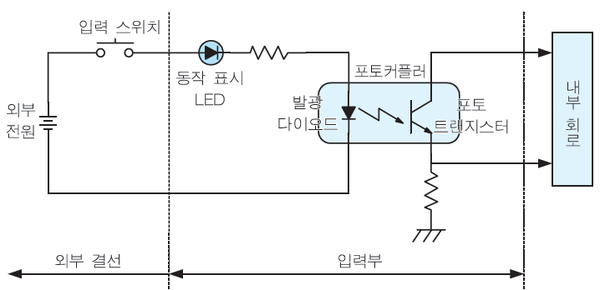 입력 스위치
동작 표시
LED
포토커플러
외부
전원
발광
다이오드
포토
트랜지스터
내부 회로
외부 결선
입력부